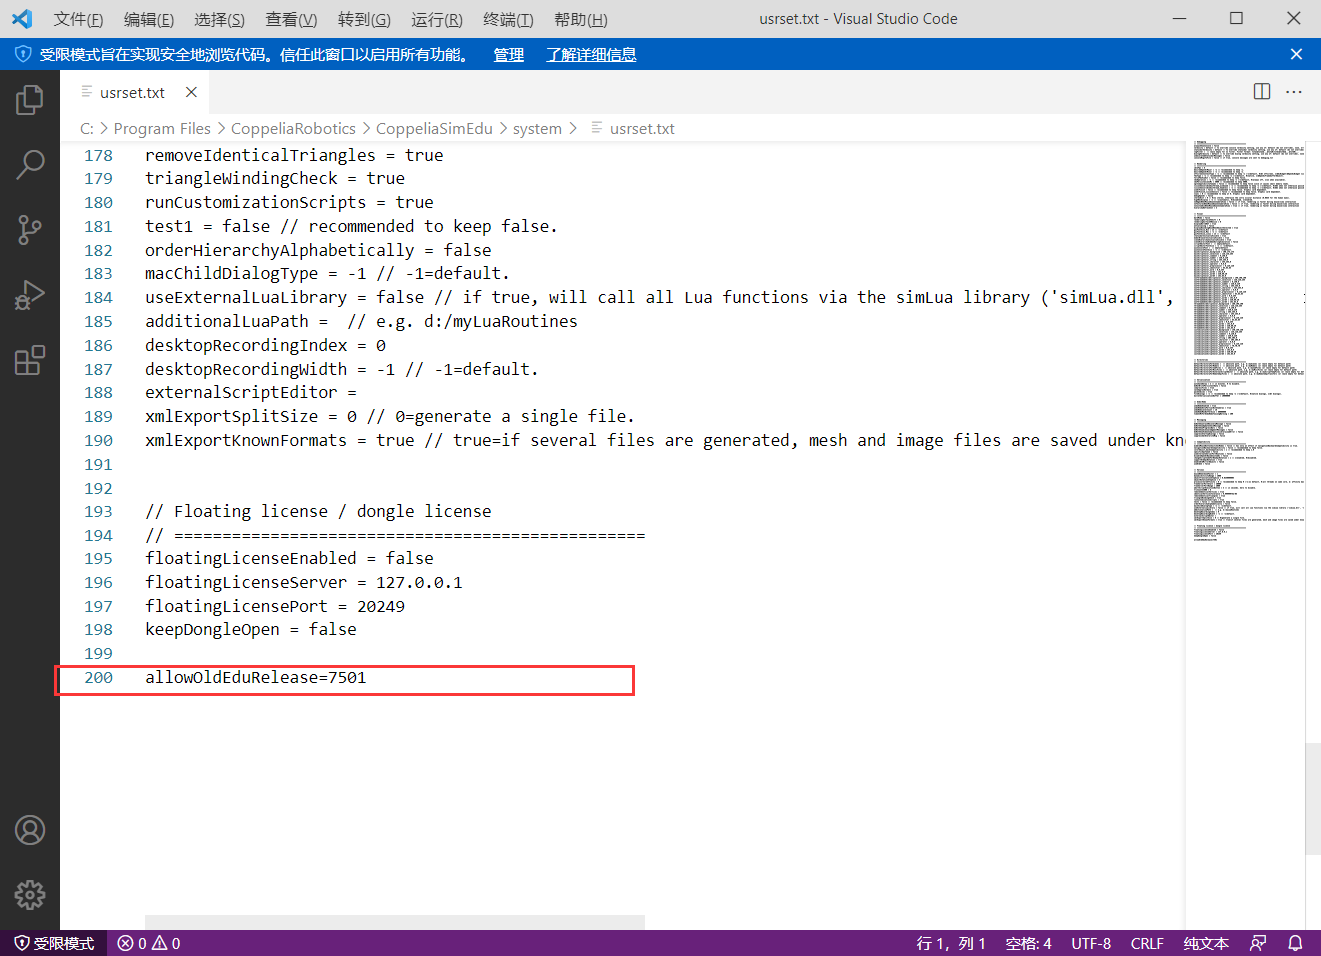 文件(F) 编辑(E) 选择(S) 查看(V) 转到(G) 运行(R) 终端(T) 帮助(H) usrset.txt - Visual Studio Code
受限模式旨在实现安全地浏览代码。信任此窗口以启用所有功能。 管理 了解详细信息
usrset.txt
C: > Program Files > CoppeliaRobotics > CoppeliaSimEdu > system > usrset.txt
178 removeIdenticalTriangles = true
179 triangleWindingCheck = true
180 runCustomizationScripts = true
181 test1 = false // recommended to keep false.
182 orderHierarchyAlphabetically = false
183 macChildDialogType = -1 // -1=default.
184 useExternalLuaLibrary = false // if true, will call all Lua functions via the simLua library ('simLua.dll',
185 additionalLuaPath =  // e.g. d:/myLuaRoutines
186 desktopRecordingIndex = 0
187 desktopRecordingWidth = -1 // -1=default.
188 externalScriptEditor =
189 xmlExportSplitSize = 0 // 0=generate a single file.
190 xmlExportKnownFormats = true // true=if several files are generated, mesh and image files are saved under kn
191
192
193 // Floating license / dongle license
194 // =================================================
195 floatingLicenseEnabled = false
196 floatingLicenseServer = 127.0.0.1
197 floatingLicensePort = 20249
198 keepDongleOpen = false
199
200 allowOldEduRelease=7501
受限模式 0 0 行 1，列 1 空格: 4 UTF-8 CRLF 纯文本